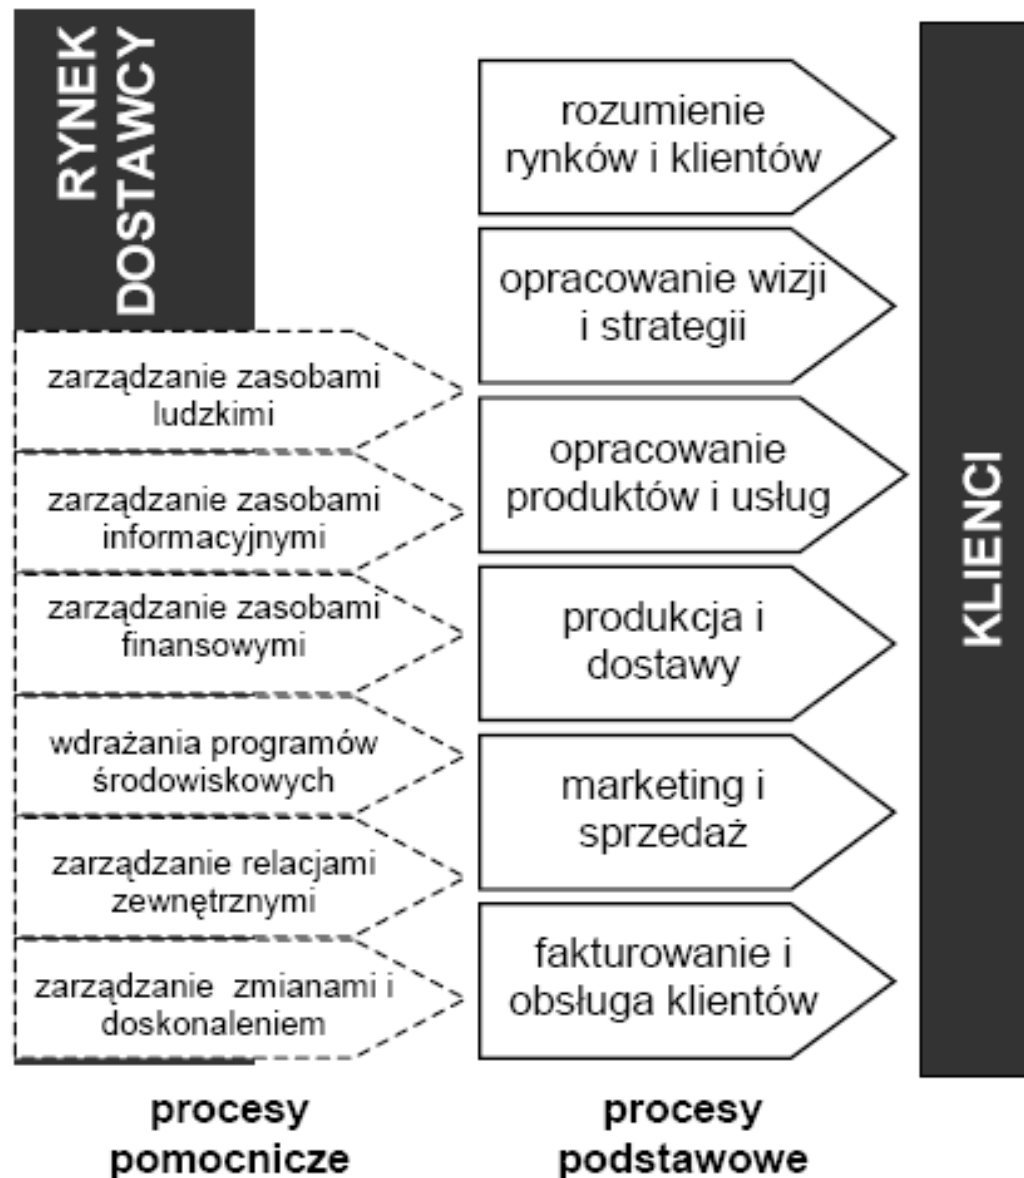 RYNEK
DOSTAWCY
zarządzanie zasobami
ludzkimi
zarządzanie zasobami
informacyjnymi
zarządzanie zasobami
finansowymi
wdrażania programów
środowiskowych
zarządzanie relacjami
zewnętrznymi
zarządzanie zmianami i
doskonaleniem
procesy
pomocnicze
rozumienie
rynków i klientów
opracowanie wizji
i strategii
opracowanie
produktów i usług
produkcja i
dostawy
marketing i
sprzedaż
fakturowanie i
obsługa klientów
procesy
podstawowe
KLIENCI